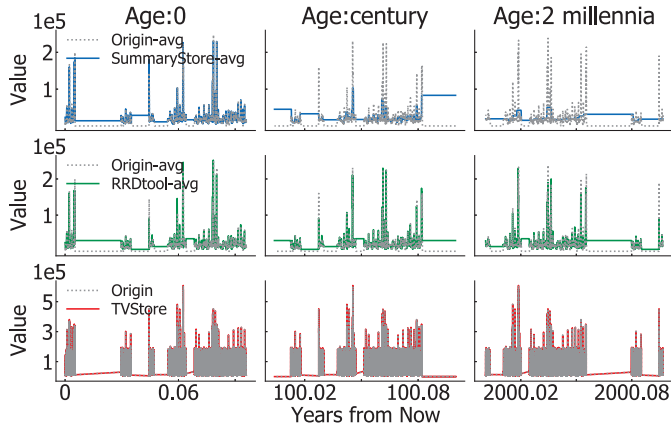 Age:0 Age:century Age:2 millennia
1e5
Origin-avg
SummaryStore-avg
Value
2
1
1e5
Origin-avg
RRDtool-avg
Value
2
1
1e5
Origin
TVStore
Value
5
3
1
0 0.06 100.02 100.08 2000.02 2000.08
Years from Now